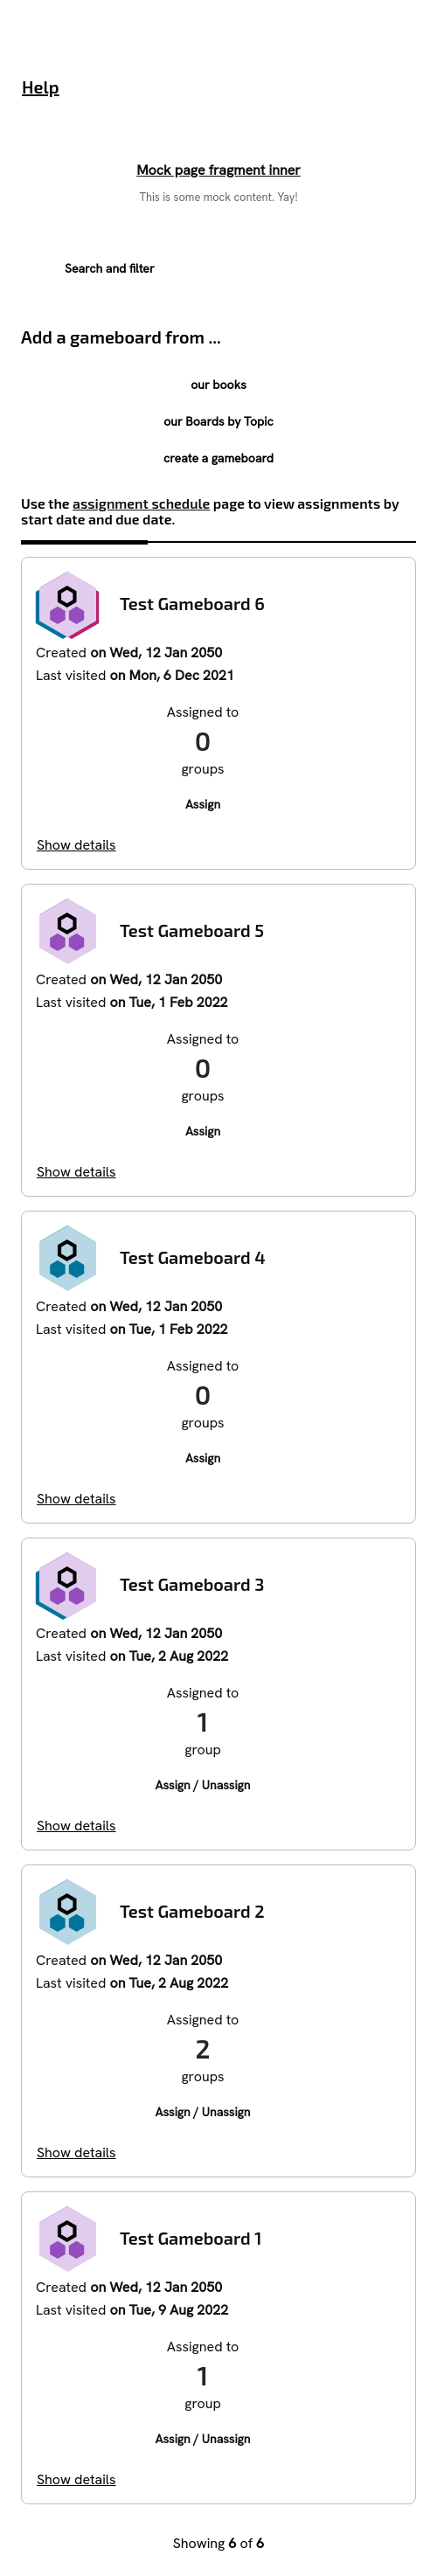 Help
Mock page fragment inner
This is some mock content. Yay!
Search and filter
Add a gameboard from ...
our books
our Boards by Topic
create a gameboard
Use the assignment schedule page to view assignments by
start date and due date.
Test Gameboard 6
Created on Wed, 12 Jan 2050
Last visited on Mon, 6 Dec 2021
Assigned to
0
groups
Assign
Show details
Test Gameboard 5
Created on Wed, 12 Jan 2050
Last visited on Tue, 1 Feb 2022
Assigned to
0
groups
Assign
Show details
Test Gameboard 4
Created on Wed, 12 Jan 2050
Last visited on Tue, 1 Feb 2022
Assigned to
0
groups
Assign
Show details
Test Gameboard 3
Created on Wed, 12 Jan 2050
Last visited on Tue, 2 Aug 2022
Assigned to
1
group
Assign / Unassign
Show details
Test Gameboard 2
Created on Wed, 12 Jan 2050
Last visited on Tue, 2 Aug 2022
Assigned to
2
groups
Assign / Unassign
Show details
Test Gameboard 1
Created on Wed, 12 Jan 2050
Last visited on Tue, 9 Aug 2022
Assigned to
1
group
Assign / Unassign
Show details
Showing 6 of 6